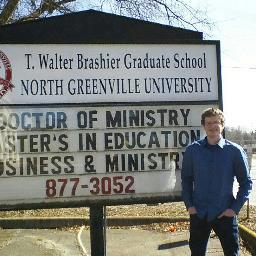 T. Walter Brashier Graduate School
NORTH GREENVILLE UNIVERSITY
OCTOR OF MINISTRY
STER'S IN EDUCATION
USINESS & MINISTR
877-3052